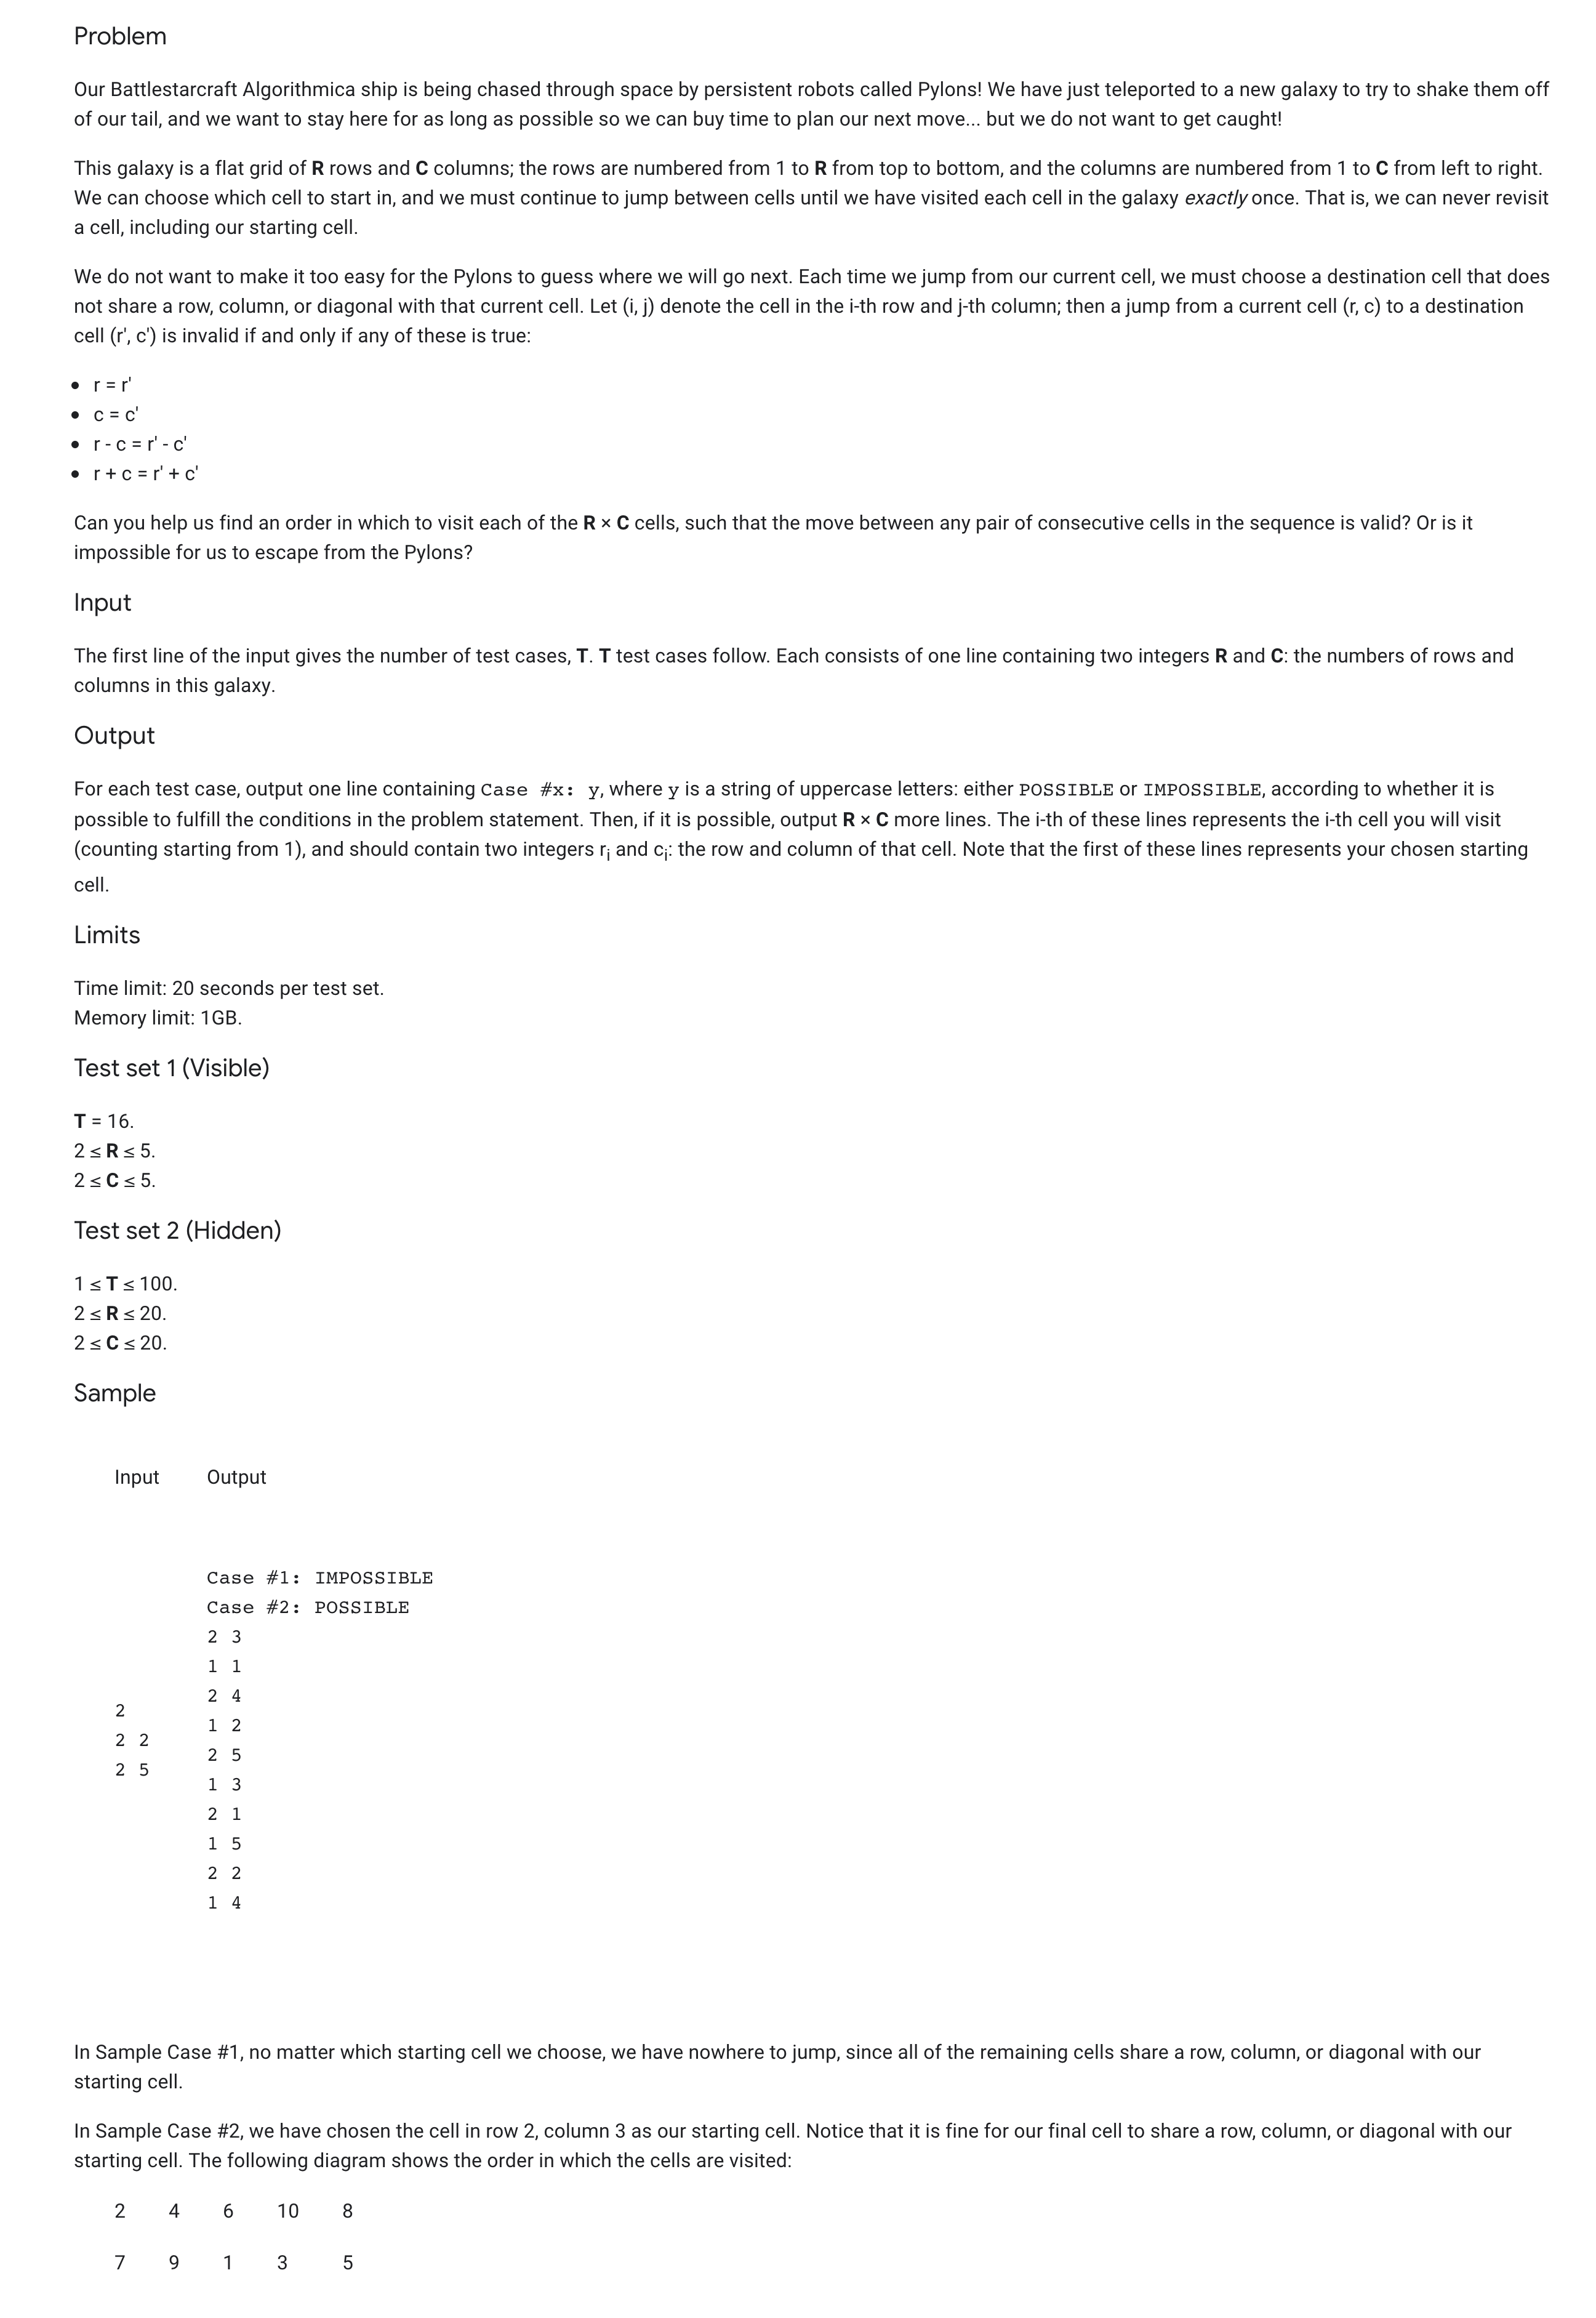 Problem
Our Battlestarcraft Algorithmica ship is being chased through space by persistent robots called Pylons! We have just teleported to a new galaxy to try to shake them off
of our tail, and we want to stay here for as long as possible so we can buy time to plan our next move... but we do not want to get caught!
This galaxy is a flat grid of R rows and C columns; the rows are numbered from 1 to R from top to bottom, and the columns are numbered from 1 to C from left to right.
We can choose which cell to start in, and we must continue to jump between cells until we have visited each cell in the galaxy exactly once. That is, we can never revisit
a cell, including our starting cell.
We do not want to make it too easy for the Pylons to guess where we will go next. Each time we jump from our current cell, we must choose a destination cell that does
not share a row, column, or diagonal with that current cell. Let (i, j) denote the cell in the i-th row and j-th column; then a jump from a current cell (r, c) to a destination
cell (r', c') is invalid if and only if any of these is true:
• r = r'
• c = c'
• r - c = r' - c'
• r + c = r' + c'
Can you help us find an order in which to visit each of the R × C cells, such that the move between any pair of consecutive cells in the sequence is valid? Or is it
impossible for us to escape from the Pylons?
Input
The first line of the input gives the number of test cases, T. T test cases follow. Each consists of one line containing two integers R and C: the numbers of rows and
columns in this galaxy.
Output
For each test case, output one line containing Case #x: y, where y is a string of uppercase letters: either POSSIBLE or IMPOSSIBLE, according to whether it is
possible to fulfill the conditions in the problem statement. Then, if it is possible, output R × C more lines. The i-th of these lines represents the i-th cell you will visit
(counting starting from 1), and should contain two integers ri and ci: the row and column of that cell. Note that the first of these lines represents your chosen starting
cell.
Limits
Time limit: 20 seconds per test set.
Memory limit: 1GB.
Test set 1 (Visible)
T = 16.
2 ≤ R ≤ 5.
2 ≤ C ≤ 5.
Test set 2 (Hidden)
1 ≤ T ≤ 100.
2 ≤ R ≤ 20.
2 ≤ C ≤ 20.
Sample
Input Output
2
2 2
2 5
Case #1: IMPOSSIBLE
Case #2: POSSIBLE
2 3
1 1
2 4
1 2
2 5
1 3
2 1
1 5
2 2
1 4
In Sample Case #1, no matter which starting cell we choose, we have nowhere to jump, since all of the remaining cells share a row, column, or diagonal with our
starting cell.
In Sample Case #2, we have chosen the cell in row 2, column 3 as our starting cell. Notice that it is fine for our final cell to share a row, column, or diagonal with our
starting cell. The following diagram shows the order in which the cells are visited:
2 4 6 10 8
7 9 1 3 5